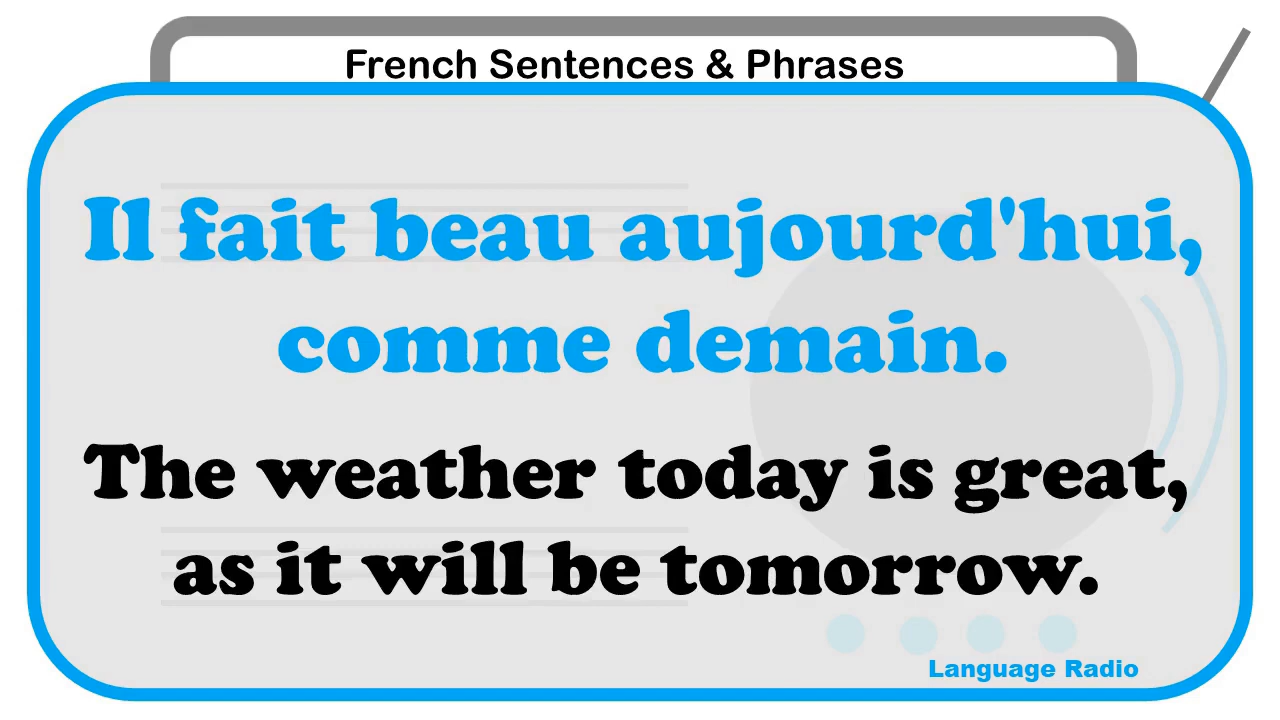 French Sentences & Phrases
Il fait beau aujourd'hui,
comme demain.
The weather today is great,
as it will be tomorrow.
Language Radio